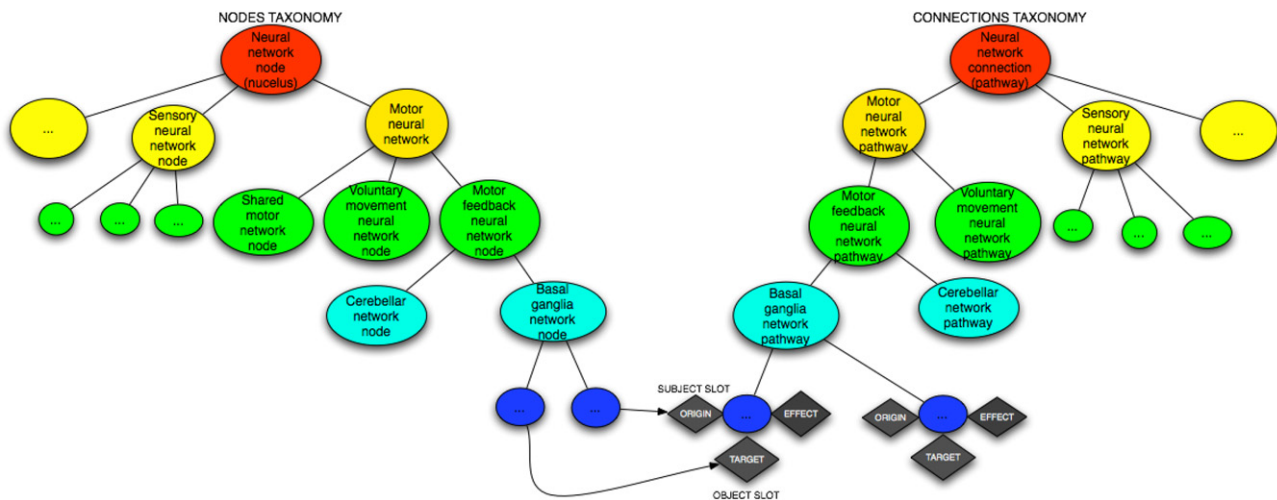 NODES TAXONOMY
Neural
network
node
(nucelus)
...
Sensory
neural
network
node
Motor
neural
network
...
...
...
Shared
motor
network
node
Voluntary
movement
neural
network
node
Motor
feedback
neural
network
node
Cerebellar
network
node
Basal
ganglia
network
node
...
...
CONNECTIONS TAXONOMY
Neural
network
connection
(pathway)
Motor
neural
network
pathway
Sensory
neural
network
pathway
...
Motor
feedback
neural
network
pathway
Voluntary
movement
neural
network
pathway
...
...
...
Basal
ganglia
network
pathway
Cerebellar
network
pathway
SUBJECT SLOT
ORIGIN
...
EFFECT
TARGET
OBJECT SLOT
ORIGIN
...
EFFECT
TARGET